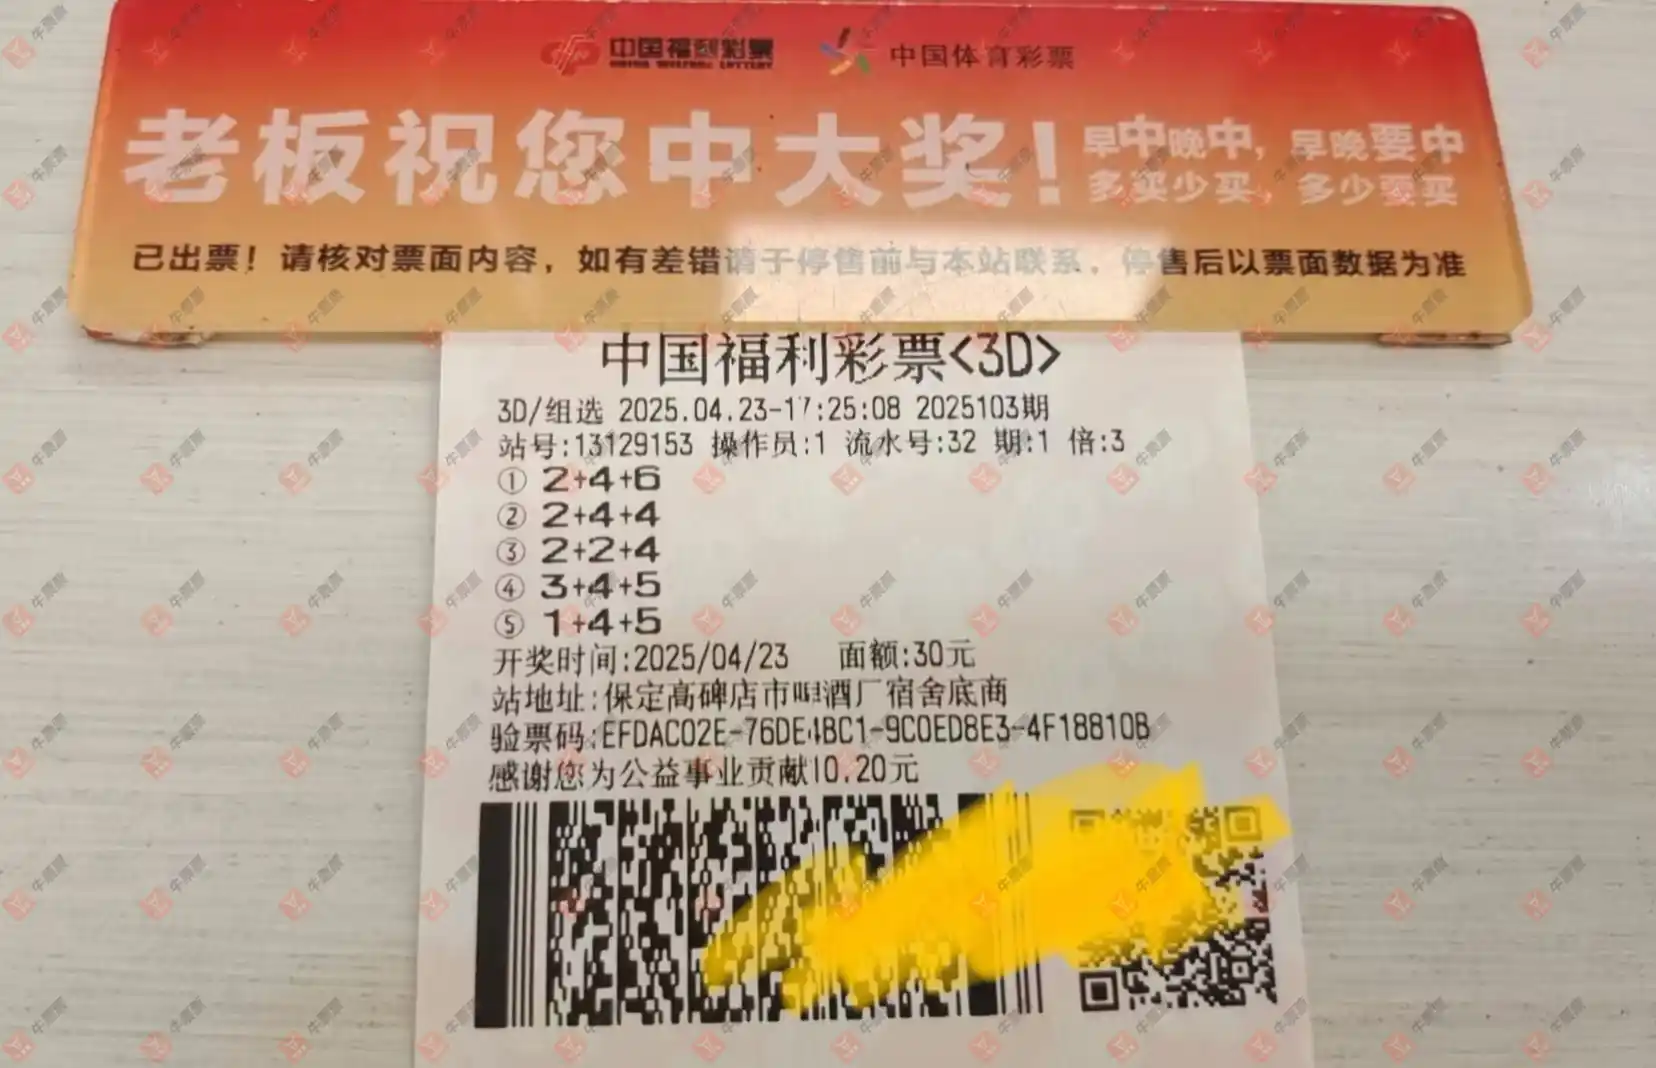 中国福利彩票 中国体育彩票
CHINA WELFARE LOTTERY
老板祝您中大奖！
早中晚中，早晚要中
多买少买，多少要买
已出票！请核对票面内容，如有差错请于停售前与本站联系，停售后以票面数据为准
中国福利彩票<3D>
3D/组选 2025.04.23-17:25:08 2025103期
站号:13129153 操作员:1 流水号:32 期:1 倍:3
① 2+4+6
② 2+4+4
③ 2+2+4
④ 3+4+5
⑤ 1+4+5
开奖时间:2025/04/23 面额:30元
站地址:保定高碑店市啤酒厂宿舍底商
验票码:EFDAC02E-76DE4BC1-9C0ED8E3-4F18810B
感谢您为公益事业贡献10.20元